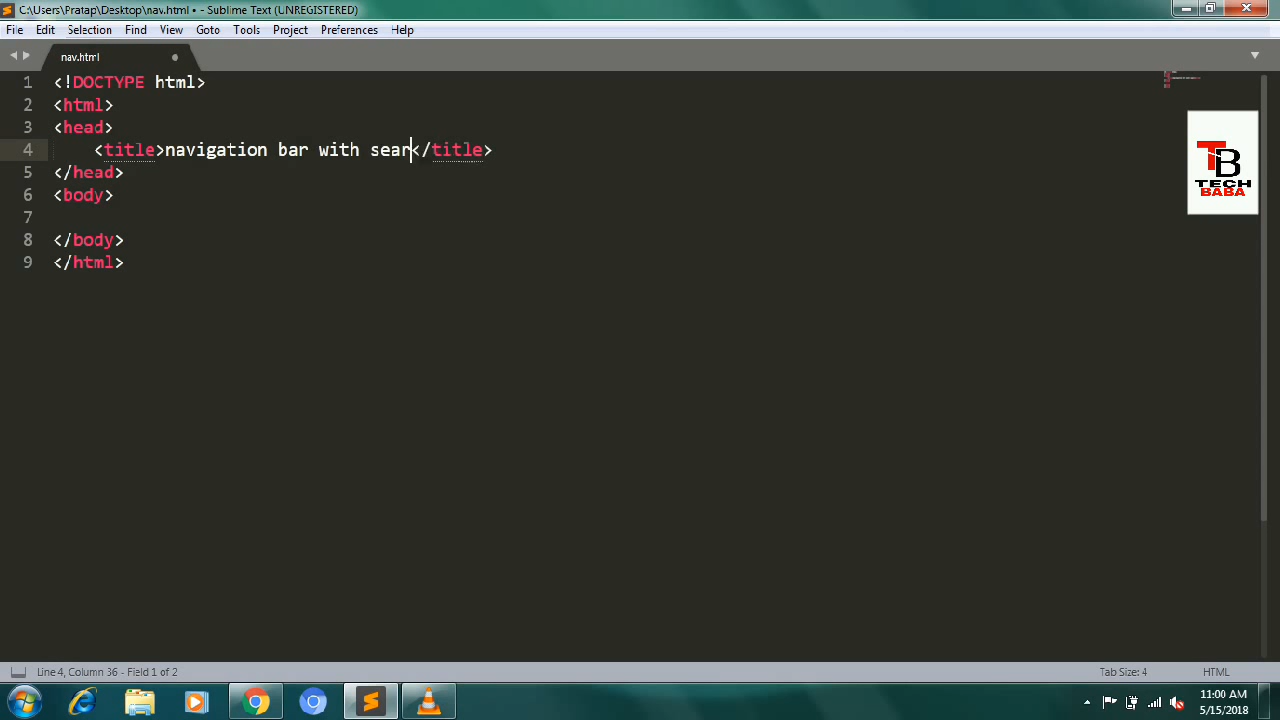 C:\Users\Pratap\Desktop\nav.html • - Sublime Text (UNREGISTERED)
File Edit Selection Find View Goto Tools Project Preferences Help
nav.html
1 <!DOCTYPE html>
2 <html>
3 <head>
4 <title>navigation bar with sear</title>
5 </head>
6 <body>
7
8 </body>
9 </html>
TB
TECH
BABA
Line 4, Column 36 - Field 1 of 2 Tab Size: 4 HTML
11:00 AM
5/15/2018